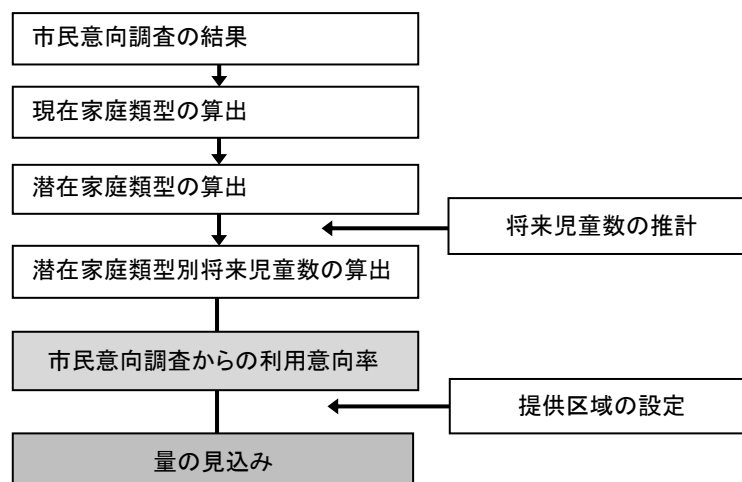 市民意向調査の結果
現在家庭類型の算出
潜在家庭類型の算出
将来児童数の推計
潜在家庭類型別将来児童数の算出
市民意向調査からの利用意向率
提供区域の設定
量の見込み